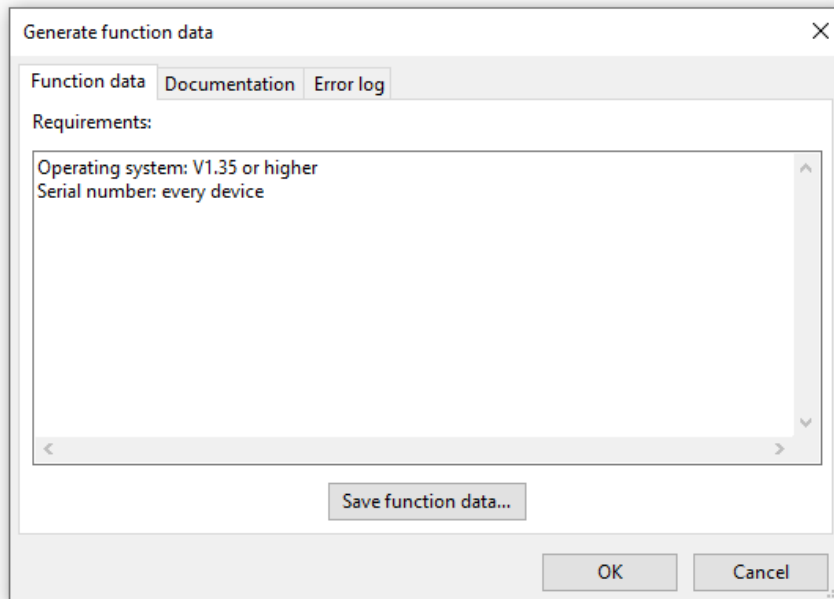 Generate function data
Function data
Documentation
Error log
Requirements:
Operating system: V1.35 or higher
Serial number: every device
Save function data...
OK
Cancel